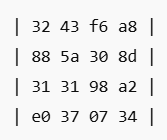 | 32 43 f6 a8 |
| 88 5a 30 8d |
| 31 31 98 a2 |
| e0 37 07 34 |